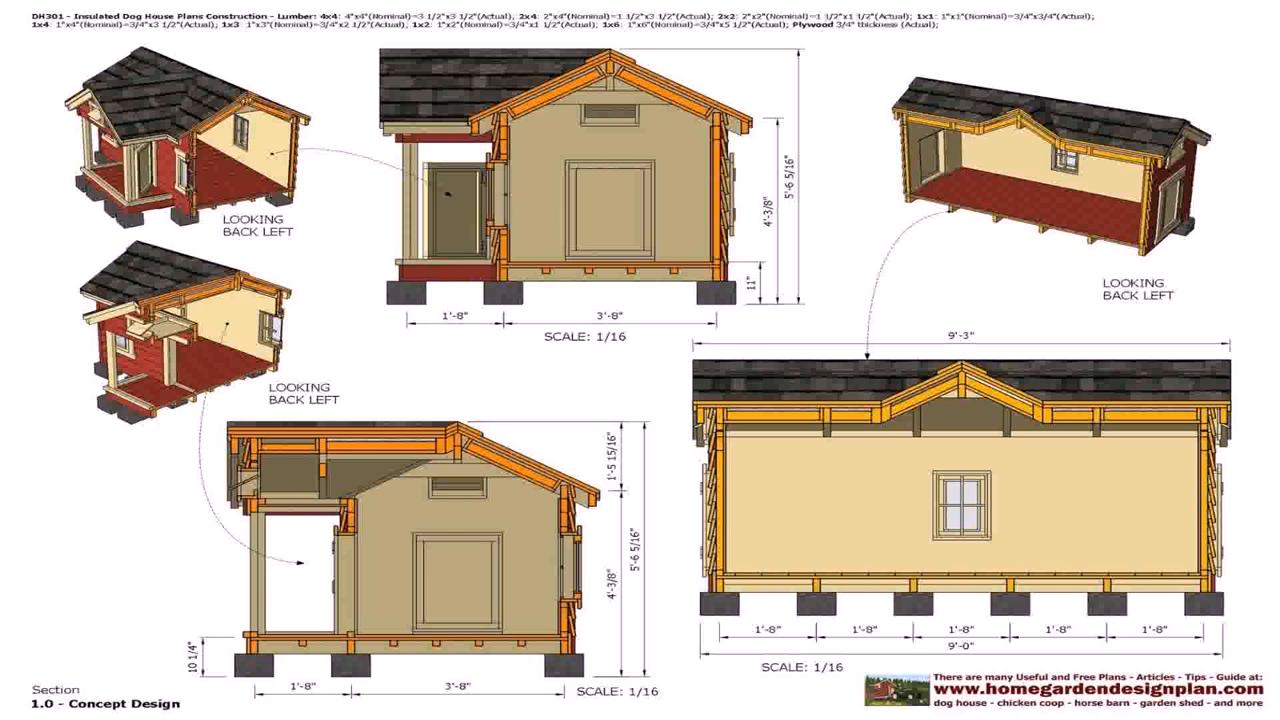 DH301 - Insulated Dog House Plans Construction - Lumber: 4x4: 4"x4"(Nominal)=3 1/2"x3 1/2"(Actual), 2x4: 2"x4"(Nominal)=1 1/2"x3 1/2"(Actual); 2x2: 2"x2"(Nominal)=1 1/2"x1 1/2"(Actual); 1x1: 1"x1"(Nominal)=3/4"x3/4"(Actual);
1x4: 1"x4"(Nominal)=3/4"x3 1/2"(Actual); 1x3: 1"x3"(Nominal)=3/4"x2 1/2"(Actual); 1x2: 1"x2"(Nominal)=3/4"x1 1/2"(Actual); 1x6: 1"x6"(Nominal)=3/4"x5 1/2"(Actual); Plywood 3/4" thickness (Actual);
LOOKING
BACK LEFT
5'-6 5/16"
4'-3/8"
11"
1'-8"
3'-8"
SCALE: 1/16
LOOKING
BACK LEFT
LOOKING
BACK LEFT
9'-3"
1'-5 15/16"
5'-6 5/16"
4'-3/8"
10 1/4"
1'-8"
3'-8"
SCALE: 1/16
1'-8"
1'-8"
1'-8"
1'-8"
1'-8"
9'-0"
SCALE: 1/16
Section
1.0 - Concept Design
There are many Useful and Free Plans - Articles - Tips - Guide at:
www.homegardendesignplan.com
dog house - chicken coop - horse barn - garden shed - and more